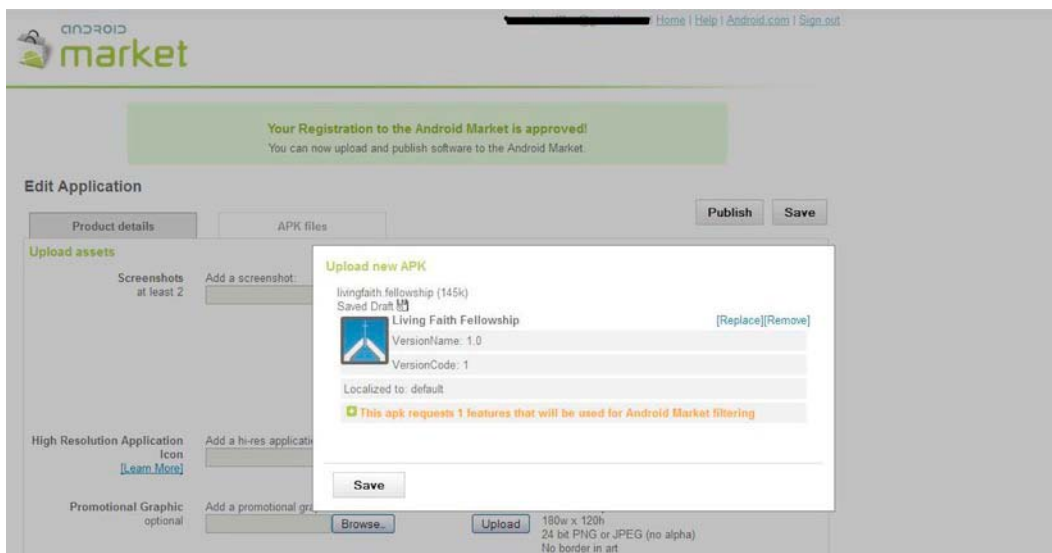 Home | Help | Android.com | Sign out
android
market
Your Registration to the Android Market is approved!
You can now upload and publish software to the Android Market.
Edit Application
Publish
Save
Product details
APK files
Upload assets
Screenshots
at least 2
Add a screenshot:
Upload new APK
livingfaith.fellowship (145k)
Saved Draft
Living Faith Fellowship
[Replace][Remove]
VersionName: 1.0
VersionCode: 1
Localized to: default
This apk requests 1 features that will be used for Android Market filtering
Save
High Resolution Application
Icon
[Learn More]
Add a hi-res
Promotional Graphic
optional
Add a promotional
Browse..
Upload
180w x 120h
24 bit PNG or JPEG (no alpha)
No border in art